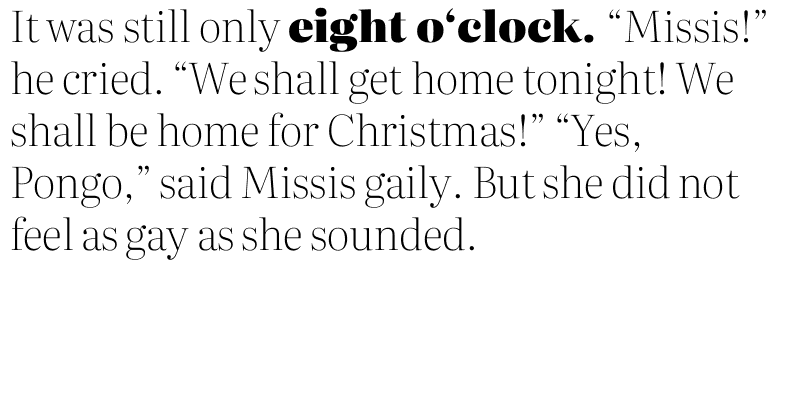 It was still only eight o‘clock. “Missis!”
he cried. “We shall get home tonight! We
shall be home for Christmas!” “Yes,
Pongo,” said Missis gaily. But she did not
feel as gay as she sounded.